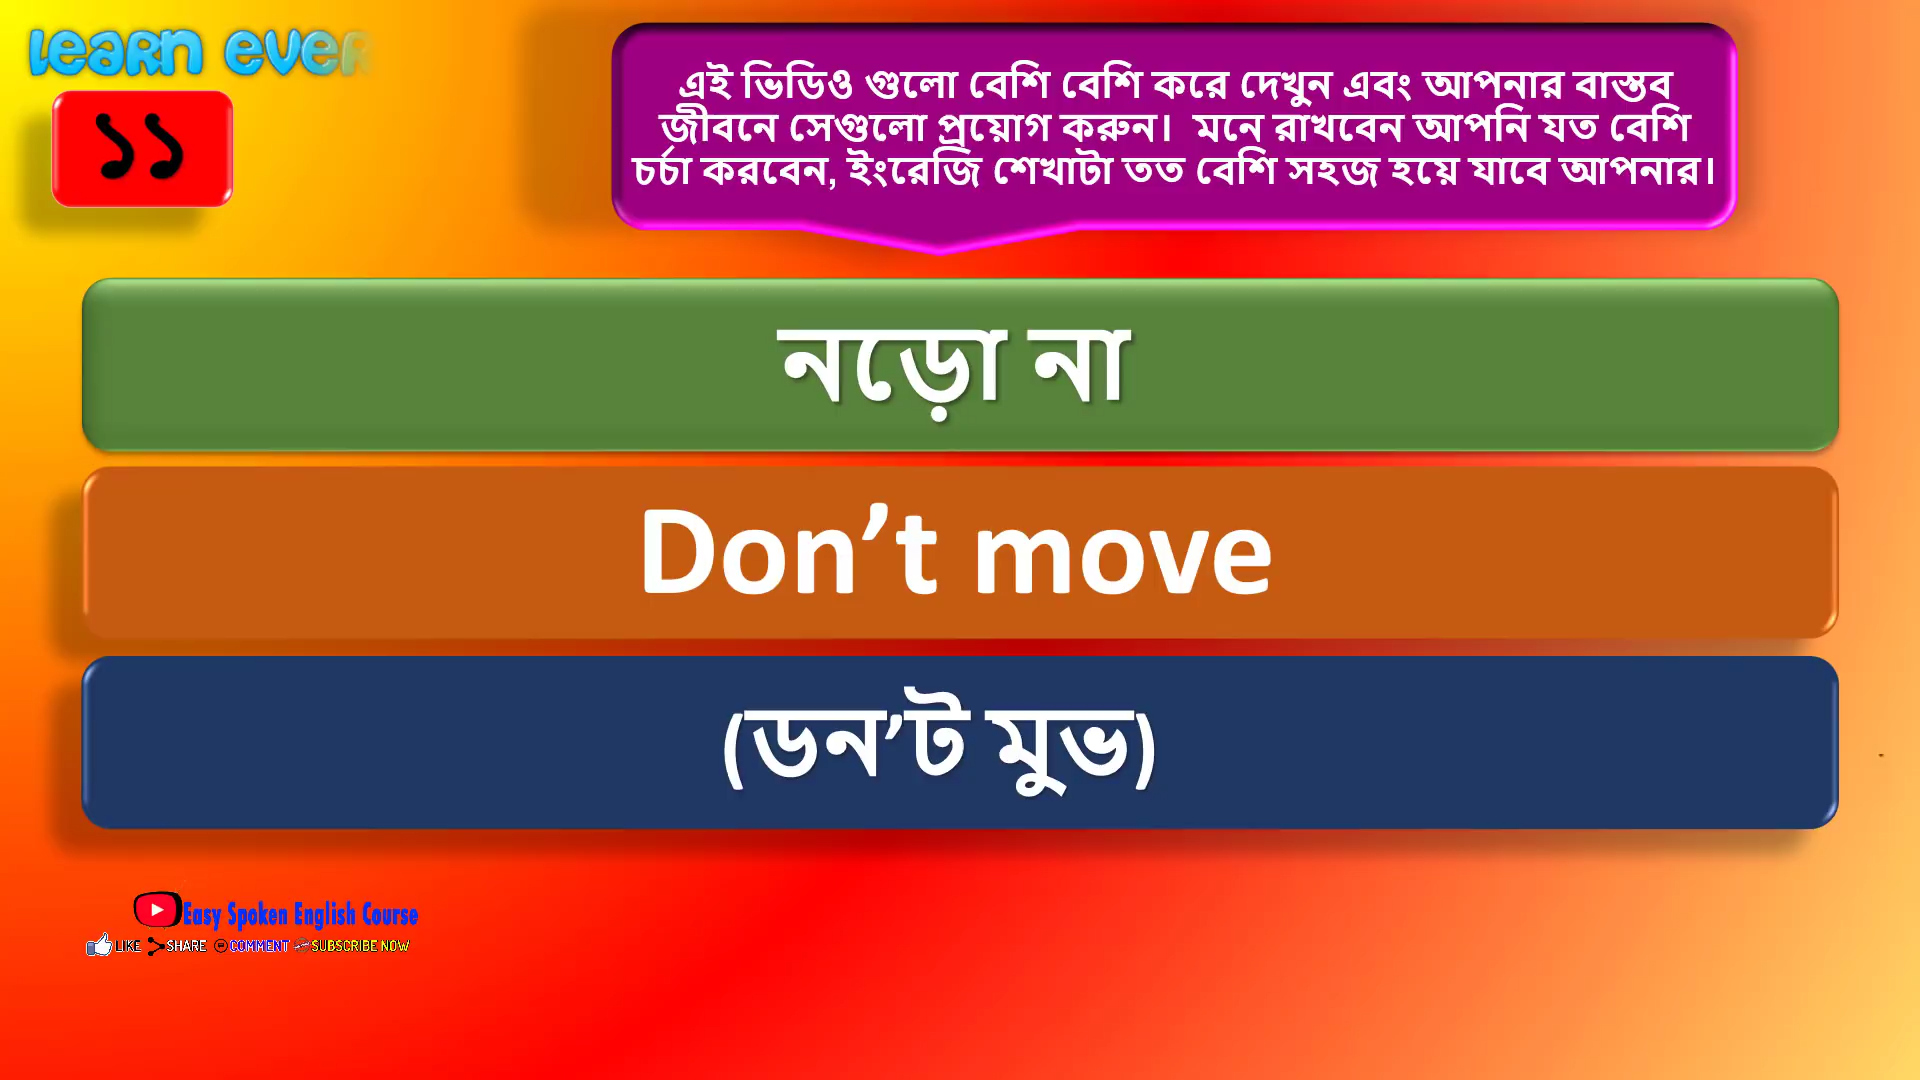 Learn Ever
১১
এই ভিডিও গুলো বেশি বেশি করে দেখুন এবং আপনার বাস্তব
জীবনে সেগুলো প্রয়োগ করুন।  মনে রাখবেন আপনি যত বেশি
চর্চা করবেন, ইংরেজি শেখাটা তত বেশি সহজ হয়ে যাবে আপনার।
নড়ো না
Don’t move
(ডন’ট মুভ)
Easy Spoken English Course
LIKE SHARE COMMENT SUBSCRIBE NOW